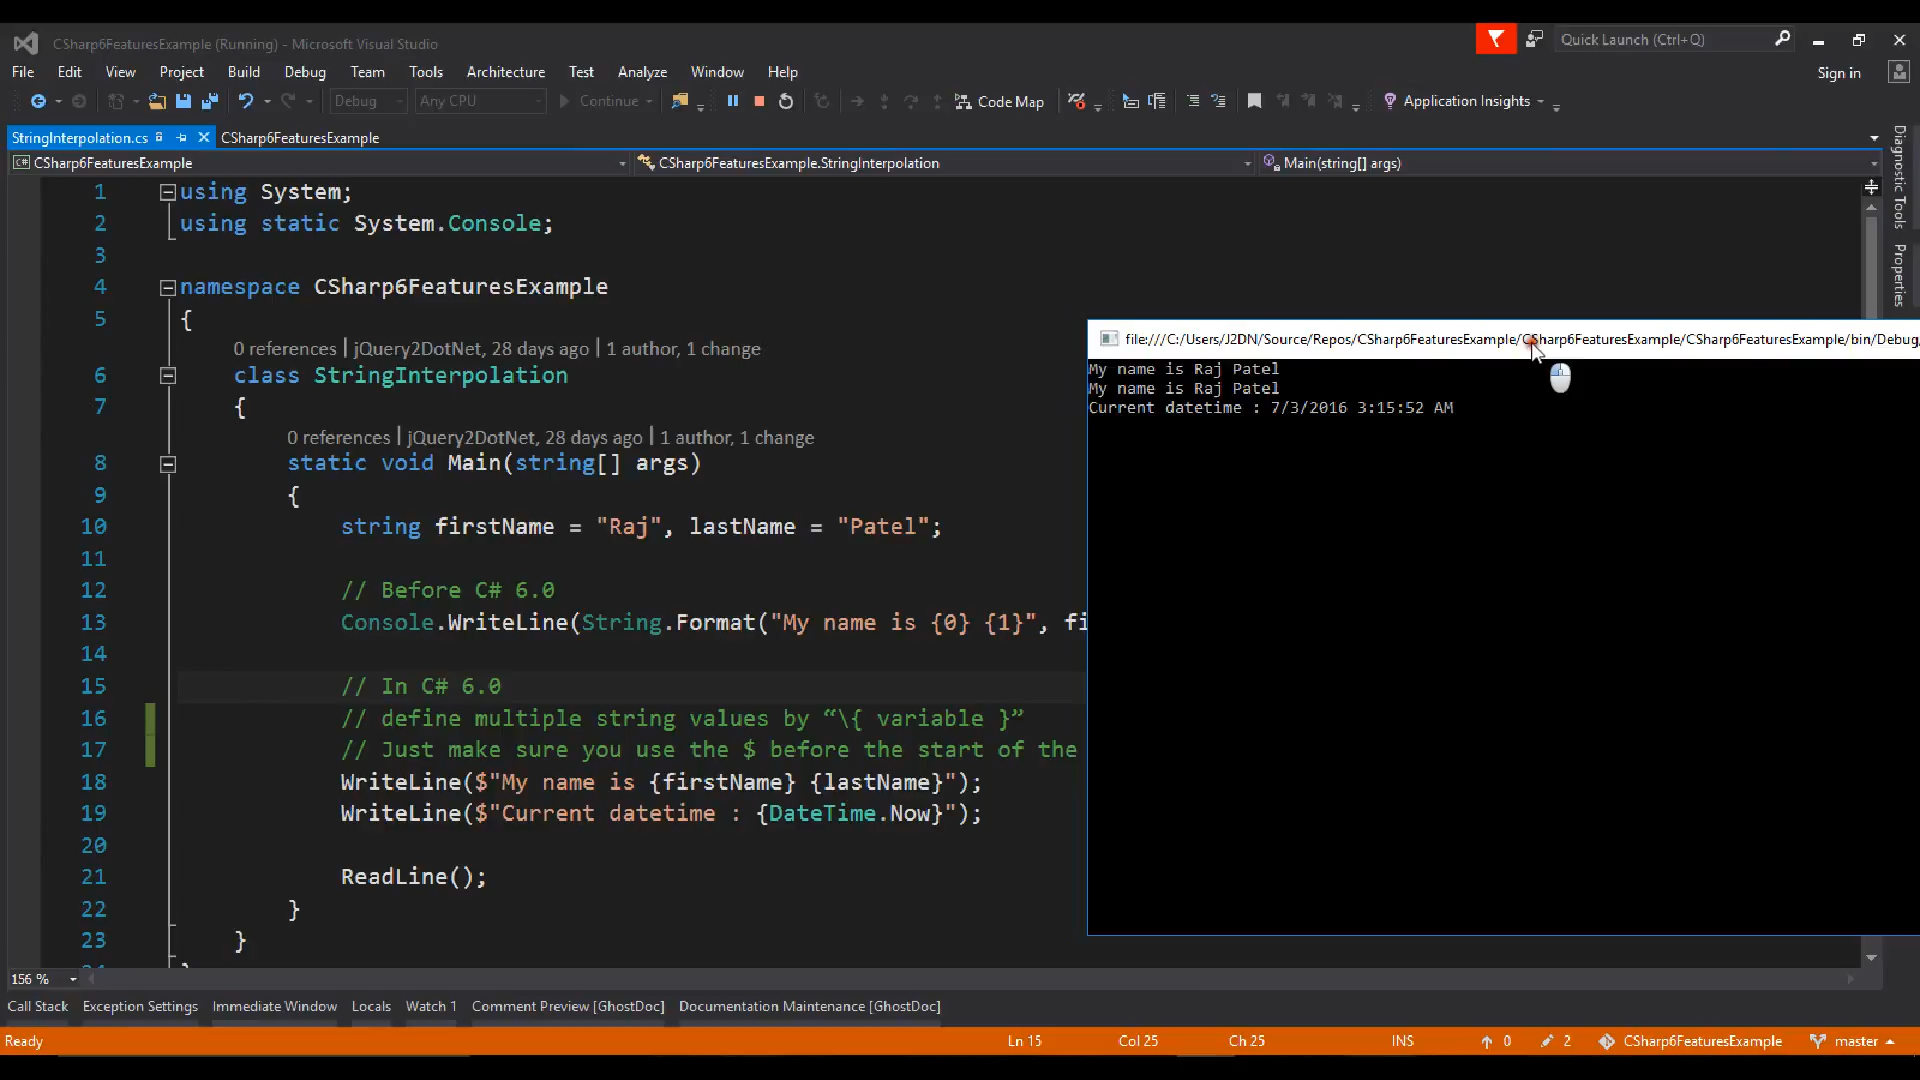 CSharp6FeaturesExample (Running) - Microsoft Visual Studio
Quick Launch (Ctrl+Q)
File Edit View Project Build Debug Team Tools Architecture Test Analyze Window Help
Sign in
Debug Any CPU Continue Code Map Application Insights
StringInterpolation.cs CSharp6FeaturesExample
C# CSharp6FeaturesExample CSharp6FeaturesExample.StringInterpolation Main(string[] args)
Diagnostic Tools
Properties
1 using System;
2 using static System.Console;
3
4 namespace CSharp6FeaturesExample
5 {
0 references | jQuery2DotNet, 28 days ago | 1 author, 1 change
6 class StringInterpolation
7 {
0 references | jQuery2DotNet, 28 days ago | 1 author, 1 change
8 static void Main(string[] args)
9 {
10 string firstName = "Raj", lastName = "Patel";
11
12 // Before C# 6.0
13 Console.WriteLine(String.Format("My name is {0} {1}", fi
14
15 // In C# 6.0
16 // define multiple string values by “\{ variable }”
17 // Just make sure you use the $ before the start of the
18 WriteLine($"My name is {firstName} {lastName}");
19 WriteLine($"Current datetime : {DateTime.Now}");
20
21 ReadLine();
22 }
23 }
file:///C:/Users/J2DN/Source/Repos/CSharp6FeaturesExample/CSharp6FeaturesExample/CSharp6FeaturesExample/bin/Debug
My name is Raj Patel
My name is Raj Patel
Current datetime : 7/3/2016 3:15:52 AM
156 %
Call Stack Exception Settings Immediate Window Locals Watch 1 Comment Preview [GhostDoc] Documentation Maintenance [GhostDoc]
Ready Ln 15 Col 25 Ch 25 INS 0 2 CSharp6FeaturesExample master